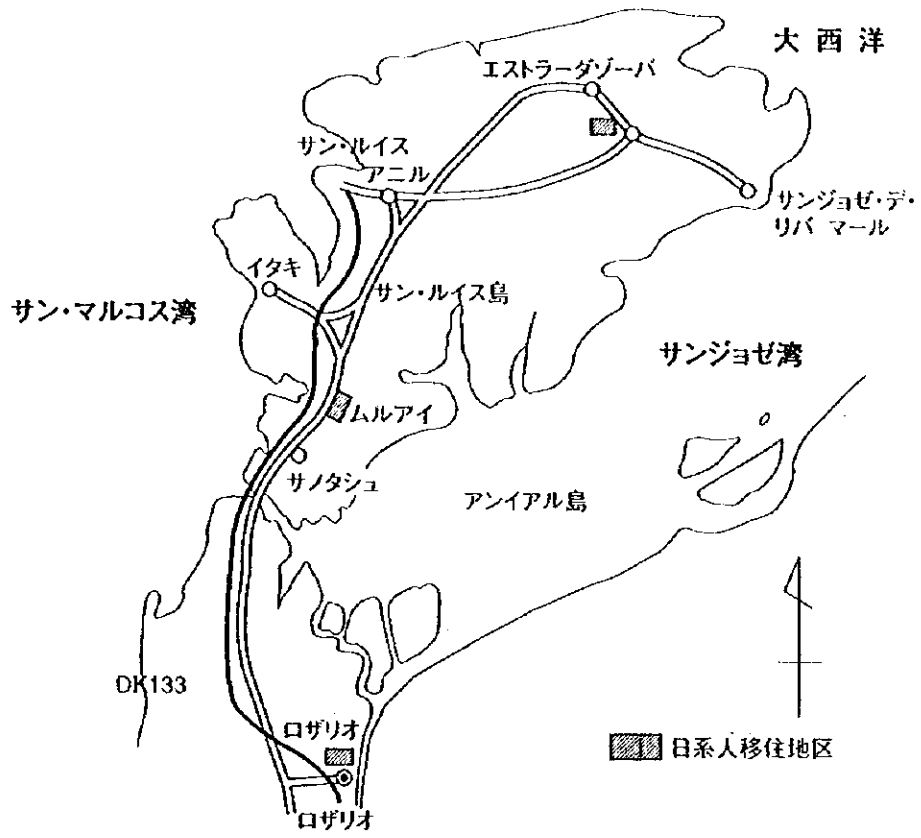 大西洋
エストラーダゾーバ
サン・ルイス
アニル
サンジョゼ・デ・
リバ マール
イタキ
サン・ルイス島
サン・マルコス湾
サンジョゼ湾
ムルアイ
サノタシュ
アンイアル島
DK133
ロザリオ
日系人移住地区
ロザリオ